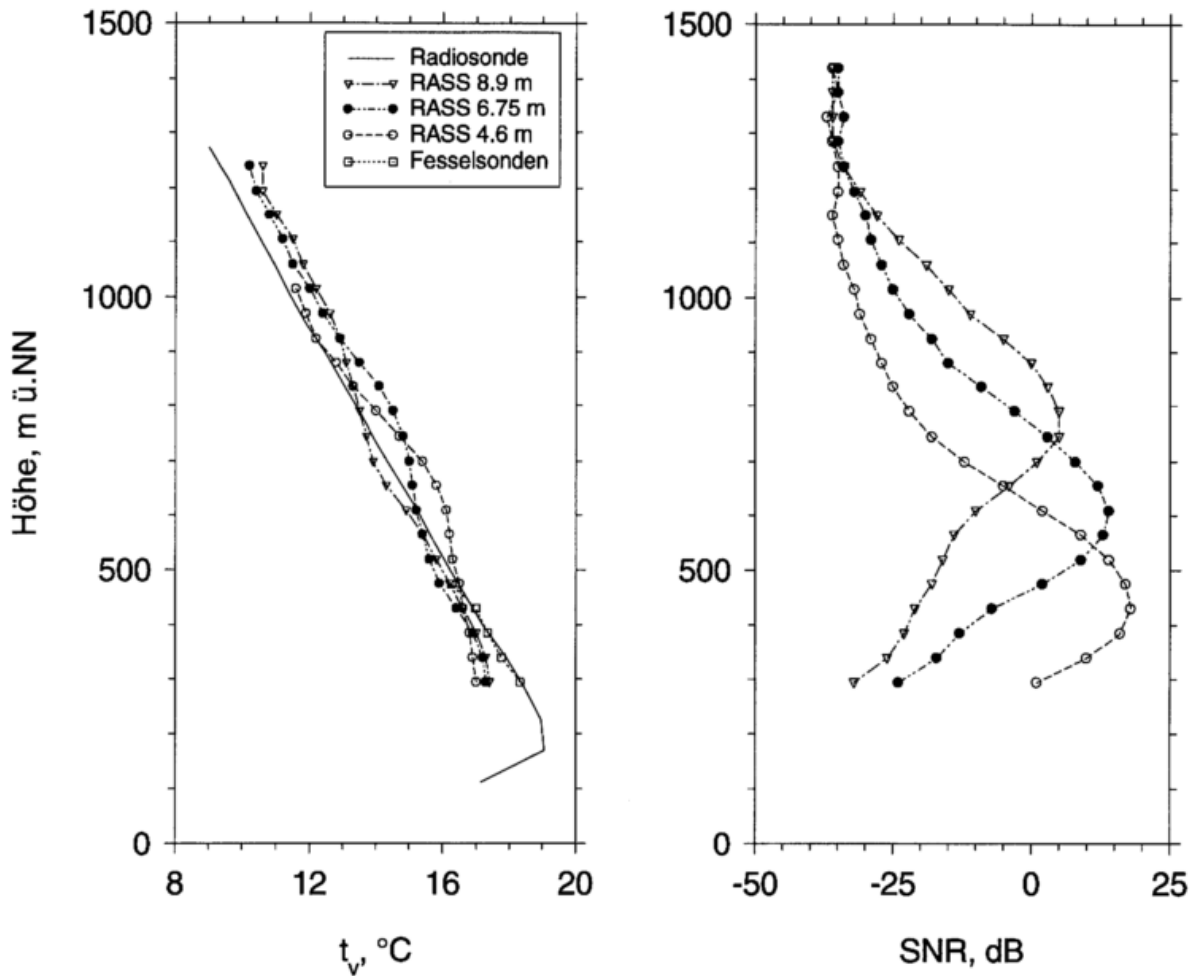 1500
1000
500
0
8
12
16
20
Höhe, m ü.NN
t_v, °C
Radiosonde
RASS 8.9 m
RASS 6.75 m
RASS 4.6 m
Fesselsonden
1500
1000
500
0
-50
-25
0
25
SNR, dB